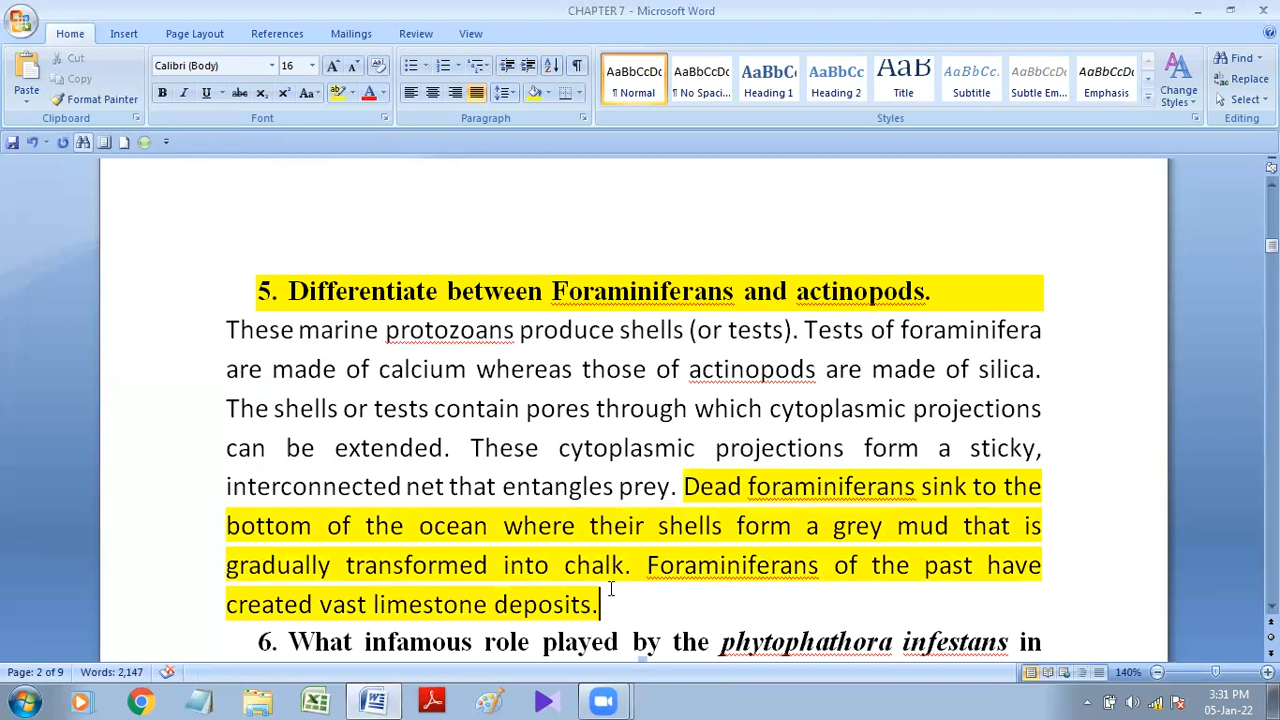 CHAPTER 7 - Microsoft Word
Home Insert Page Layout References Mailings Review View
Paste
Cut
Copy
Format Painter
Clipboard
Calibri (Body) 16
Font
Paragraph
AaBbCcDc AaBbCcDc AaBbCc AaBbCc AaB AaBbCc. AaBbCcDc AaBbCcDc
¶ Normal ¶ No Spaci... Heading 1 Heading 2 Title Subtitle Subtle Em... Emphasis
Change Styles
Styles
Find
Replace
Select
Editing
5. Differentiate between Foraminiferans and actinopods.
These marine protozoans produce shells (or tests). Tests of foraminifera
are made of calcium whereas those of actinopods are made of silica.
The shells or tests contain pores through which cytoplasmic projections
can be extended. These cytoplasmic projections form a sticky,
interconnected net that entangles prey. Dead foraminiferans sink to the
bottom of the ocean where their shells form a grey mud that is
gradually transformed into chalk. Foraminiferans of the past have
created vast limestone deposits.
6. What infamous role played by the phytophathora infestans in
Page: 2 of 9 Words: 2,147 140%
3:31 PM
05-Jan-22